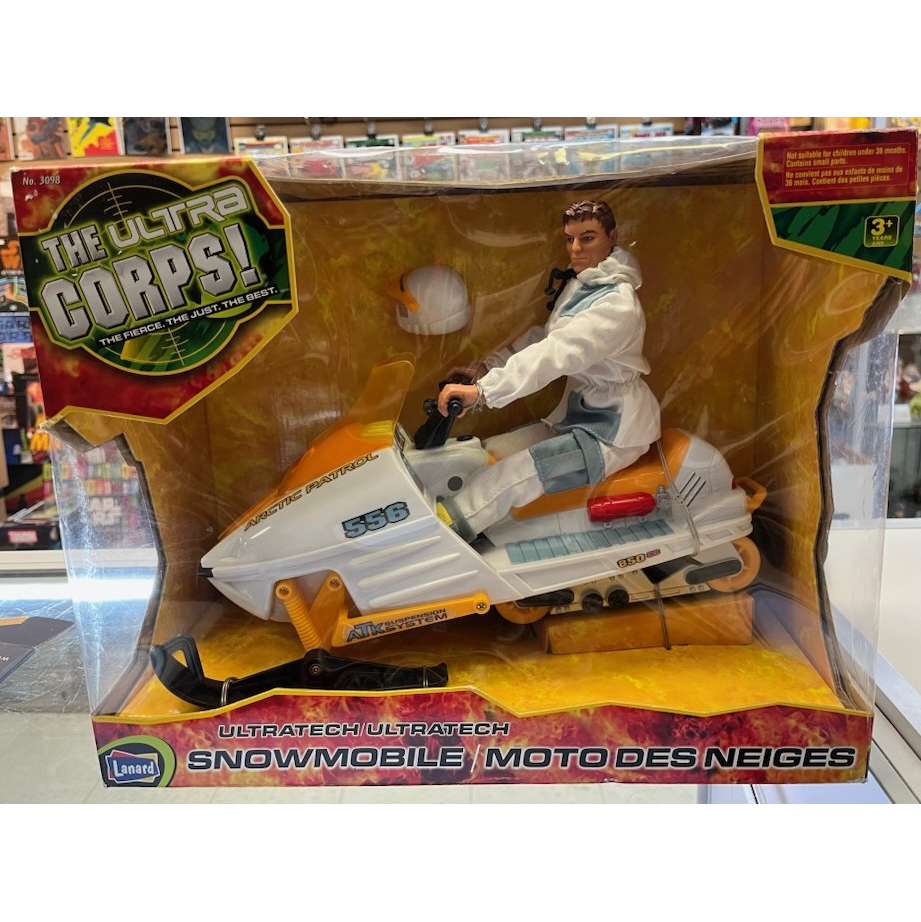 No. 3098
THE ULTRA
CORPS!
THE FIERCE. THE JUST. THE BEST.
Not suitable for children under 36 months.
Contains small parts.
Ne convient pas aux enfants de moins de
36 mois. Contient des petites pièces.
3+
YEARS
ANS
ARCTIC PATROL
556
850
ATK SUSPENSION
SYSTEM
ULTRATECH/ULTRATECH
SNOWMOBILE / MOTO DES NEIGES
Lanard